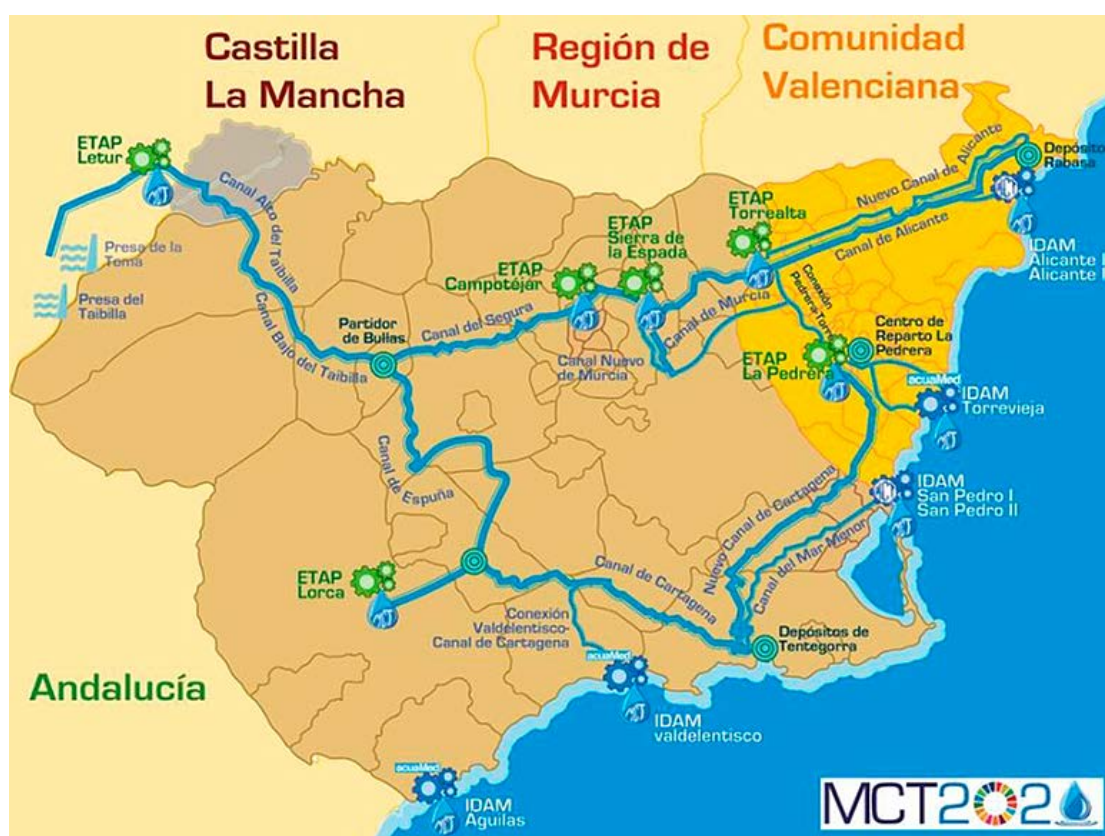 Castilla
La Mancha
Región de
Murcia
Comunidad
Valenciana
ETAP
Letur
Canal Alto del Taibilla
Presa de la
Toma
Presa del
Taibilla
Canal Bajo del Taibilla
Partidor
de Bullas
Canal del Segura
ETAP
Campotéjar
ETAP
Sierra de
la Espada
ETAP
Torrealta
Nuevo Canal de Alicante
Canal de Alicante
Depósitos
Rabasa
IDAM
Alicante
Alicante
Canal de Murcia
Canal Nuevo
de Murcia
Conexión
ETAP
La Pedrera
Centro de
Reparto La
Pedrera
acuaMed
IDAM
Torrevieja
Canal
de Espuña
IDAM
San Pedro I
San Pedro II
Nuevo Canal de Cartagena
Canal del Mar Menor
ETAP
Lorca
Canal de Cartagena
Conexión
Valdelentisco-
Canal de Cartagena
Depósitos de
Tentegorra
acuaMed
IDAM
valdelentisco
Andalucía
acuaMed
IDAM
Aguilas
MCT2020